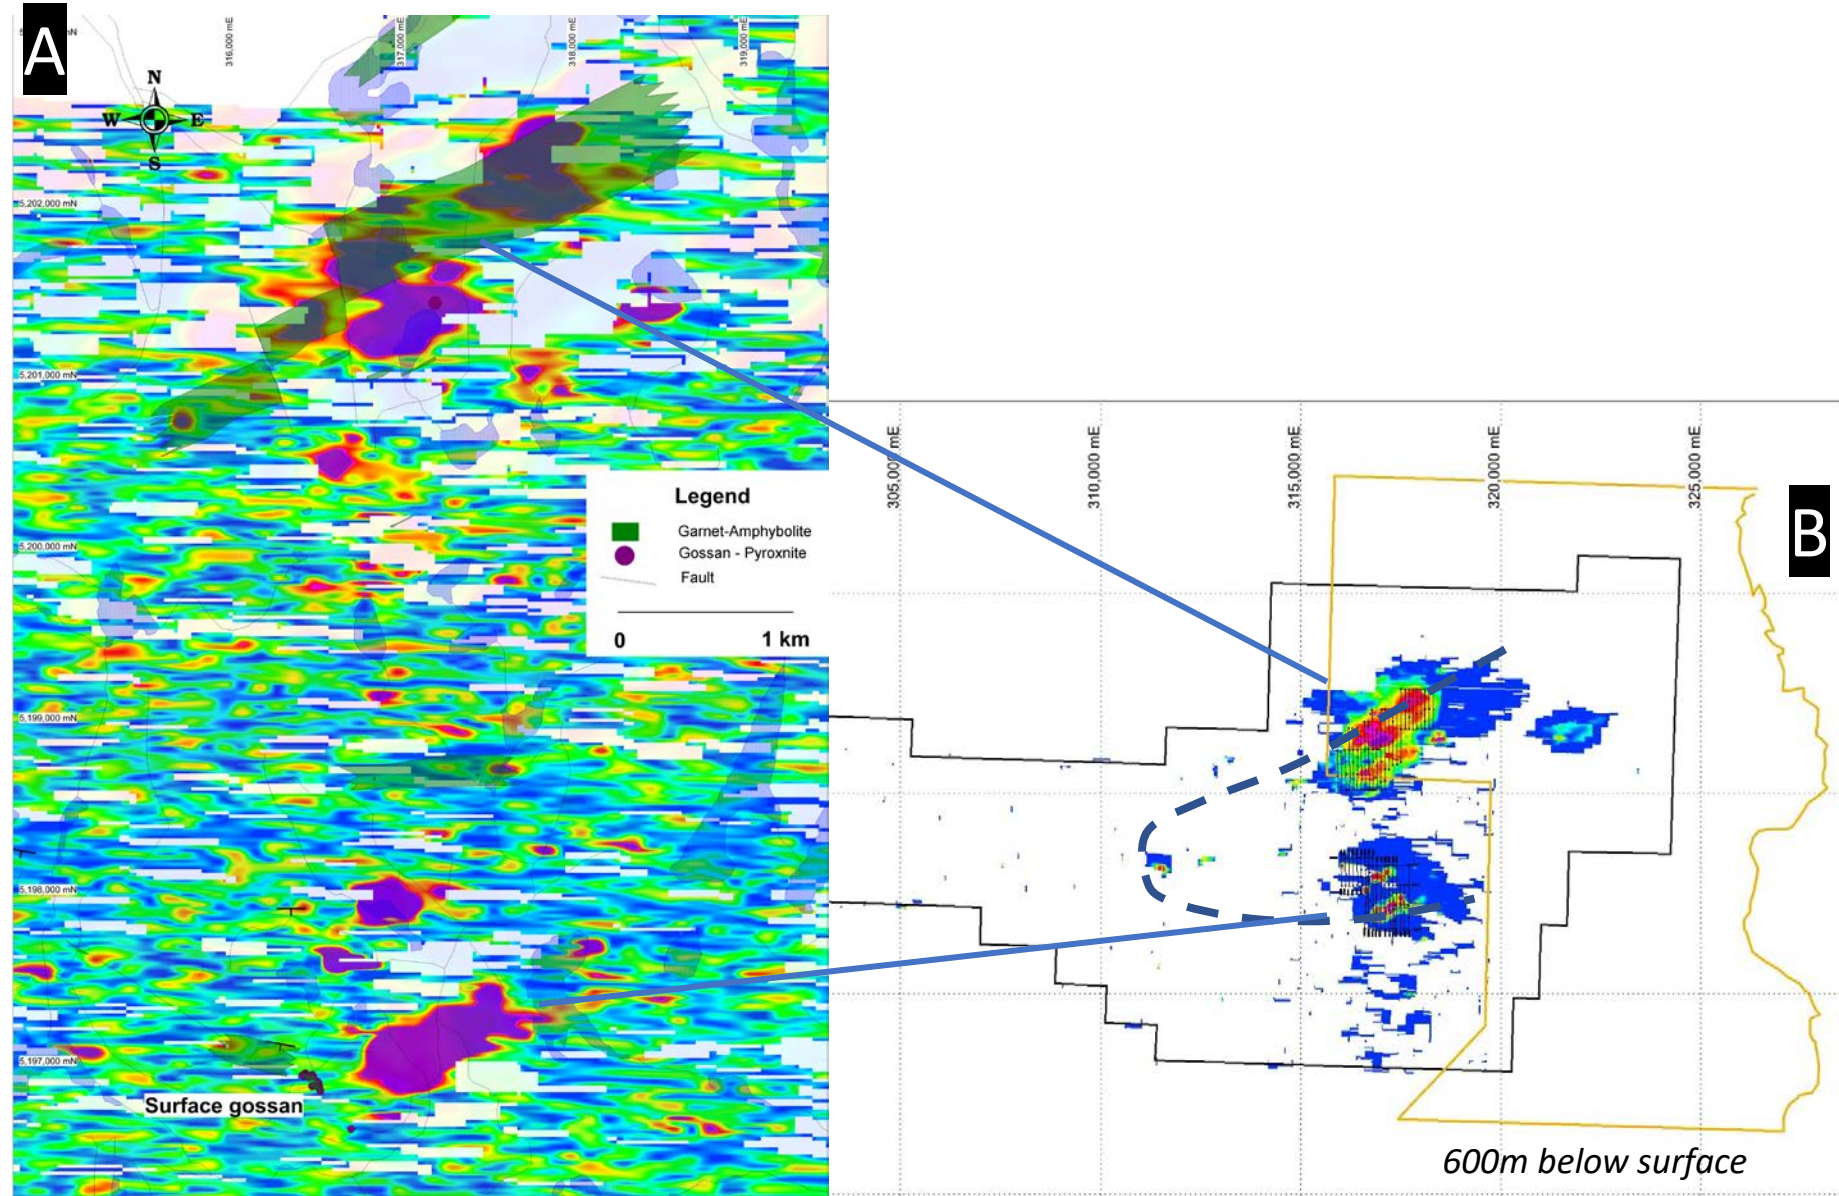 A
316,000 mE
317,000 mE
318,000 mE
319,000 mE
N
W E
S
5,202,000 mN
5,201,000 mN
5,200,000 mN
5,199,000 mN
5,198,000 mN
5,197,000 mN
Legend
Garnet-Amphybolite
Gossan - Pyroxnite
Fault
0 1 km
Surface gossan
305,000 mE
310,000 mE
315,000 mE
320,000 mE
325,000 mE
B
600m below surface